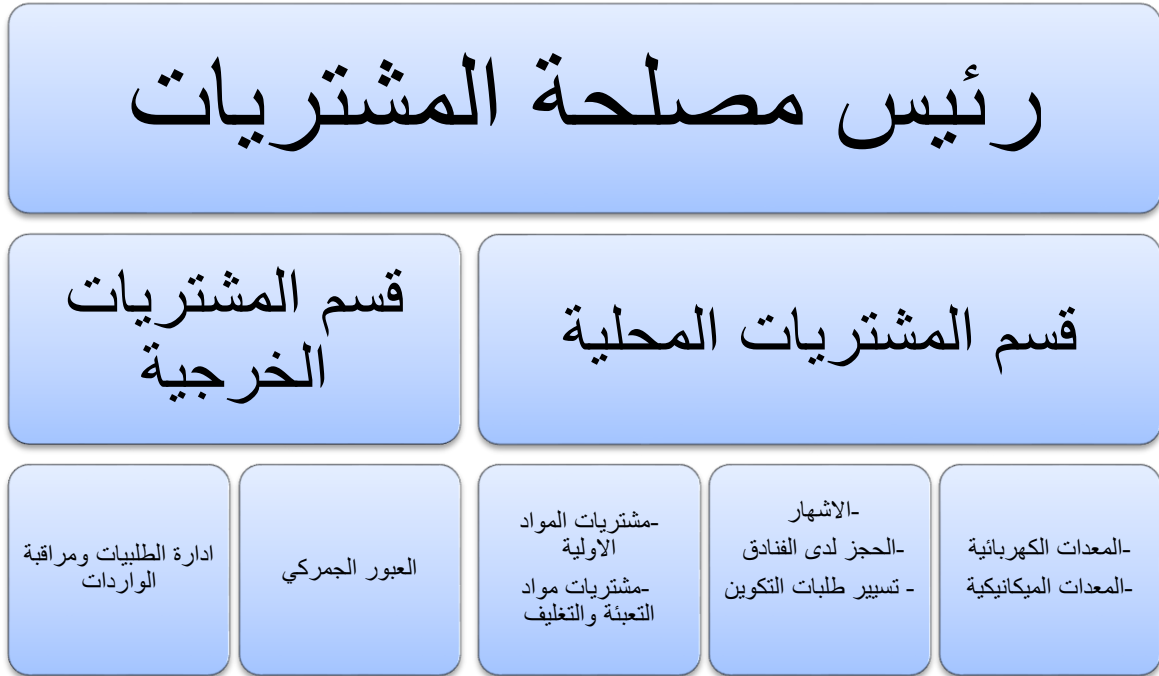 رئيس مصلحة المشتريات
قسم المشتريات المحلية
قسم المشتريات
الخرجية
-المعدات الكهربائية
-المعدات الميكانيكية
-الاشهار
-الحجز لدى الفنادق
- تسيير طلبات التكوين
-مشتريات المواد
الاولية
-مشتريات مواد
التعبئة والتغليف
العبور الجمركي
ادارة الطلبيات ومراقبة
الواردات